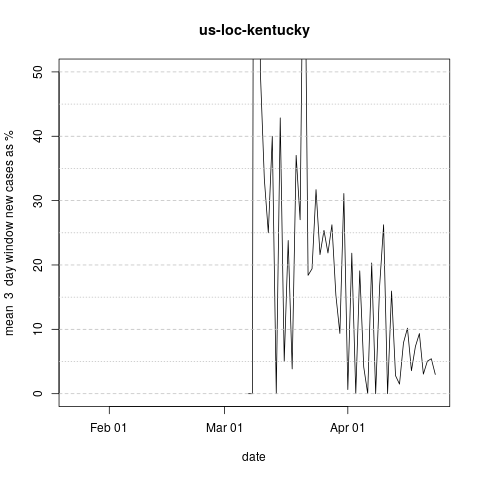 us-loc-kentucky
mean 3 day window new cases as %
50
40
30
20
10
0
Feb 01
Mar 01
Apr 01
date